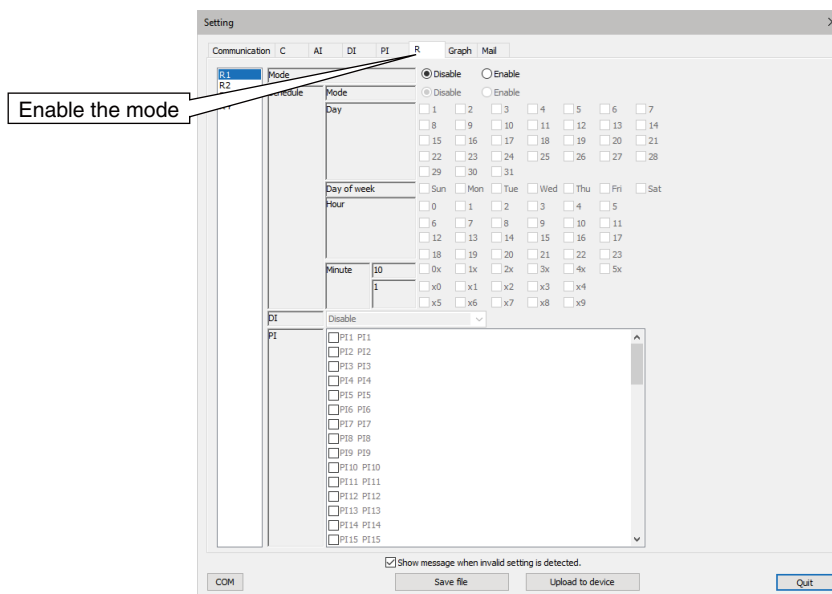 Setting
Communication C AI DI PI R Graph Mail
R1 Mode Disable Enable
R2 Schedule Mode Disable Enable
Enable the mode
Day 1 2 3 4 5 6 7
8 9 10 11 12 13 14
15 16 17 18 19 20 21
22 23 24 25 26 27 28
29 30 31
Day of week Sun Mon Tue Wed Thu Fri Sat
Hour 0 1 2 3 4 5
6 7 8 9 10 11
12 13 14 15 16 17
18 19 20 21 22 23
Minute 10 0x 1x 2x 3x 4x 5x
1 x0 x1 x2 x3 x4
x5 x6 x7 x8 x9
DI Disable
PI PI1 PI1
PI2 PI2
PI3 PI3
PI4 PI4
PI5 PI5
PI6 PI6
PI7 PI7
PI8 PI8
PI9 PI9
PI10 PI10
PI11 PI11
PI12 PI12
PI13 PI13
PI14 PI14
PI15 PI15
Show message when invalid setting is detected.
COM Save file Upload to device Quit